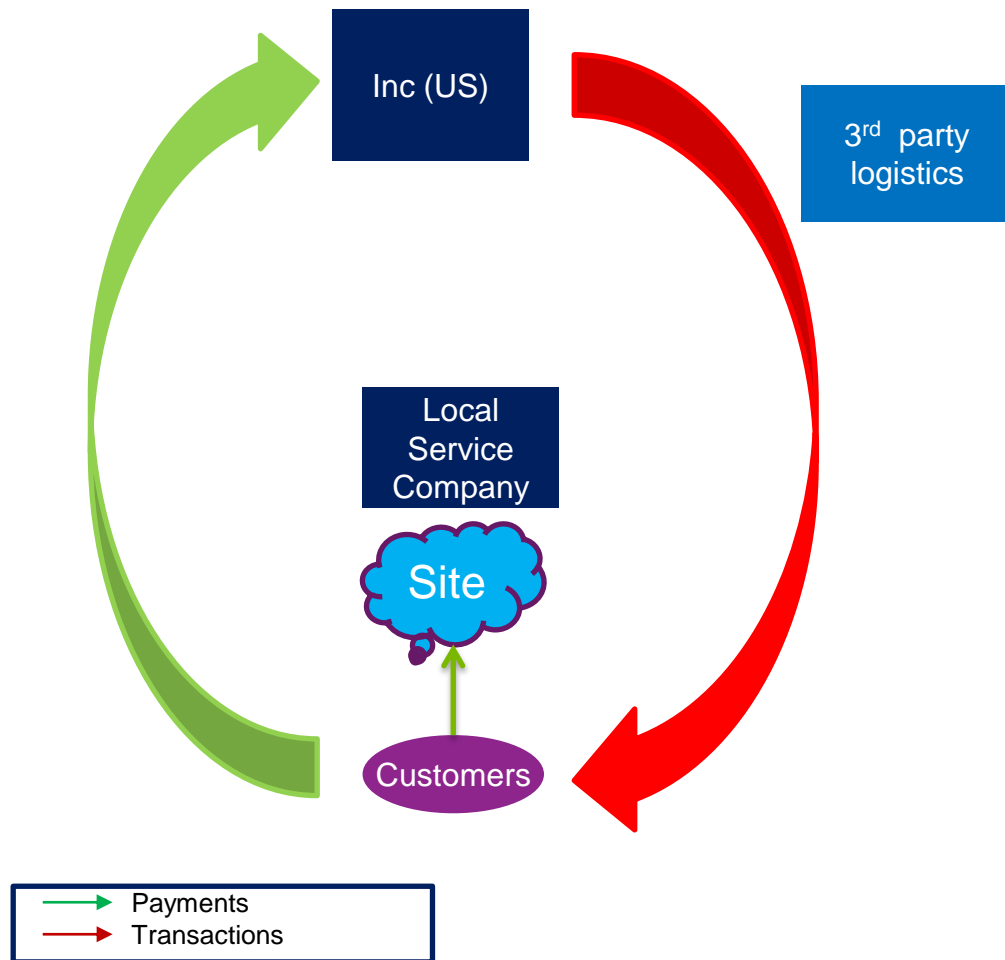 Inc (US)
3rd party
logistics
Local
Service
Company
Site
Customers
Payments
Transactions